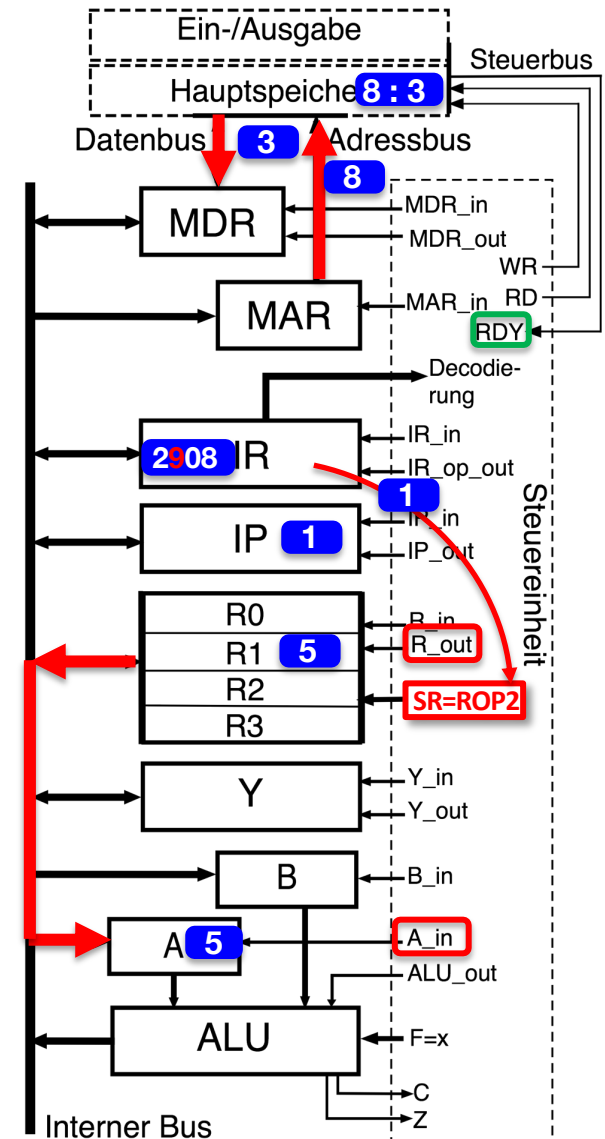 Ein-/Ausgabe
Steuerbus
Hauptspeiche 8 : 3
Datenbus 3 Adressbus
8
MDR
MDR_in
MDR_out
WR
MAR
MAR_in RD
RDY
Decodie-
rung
2908 IR
IR_in
IR_op_out
1
IP 1
IP_in
IP_out
Steuereinheit
R0
R_in
R1 5
R_out
R2
SR=ROP2
R3
Y
Y_in
Y_out
B
B_in
A 5
A_in
ALU_out
ALU
F=x
C
Z
Interner Bus